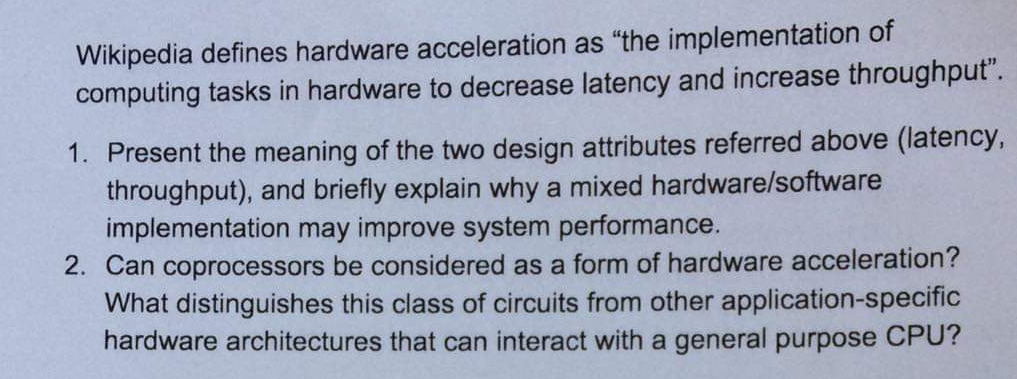 Wikipedia defines hardware acceleration as “the implementation of
computing tasks in hardware to decrease latency and increase throughput”.
1. Present the meaning of the two design attributes referred above (latency,
throughput), and briefly explain why a mixed hardware/software
implementation may improve system performance.
2. Can coprocessors be considered as a form of hardware acceleration?
What distinguishes this class of circuits from other application-specific
hardware architectures that can interact with a general purpose CPU?